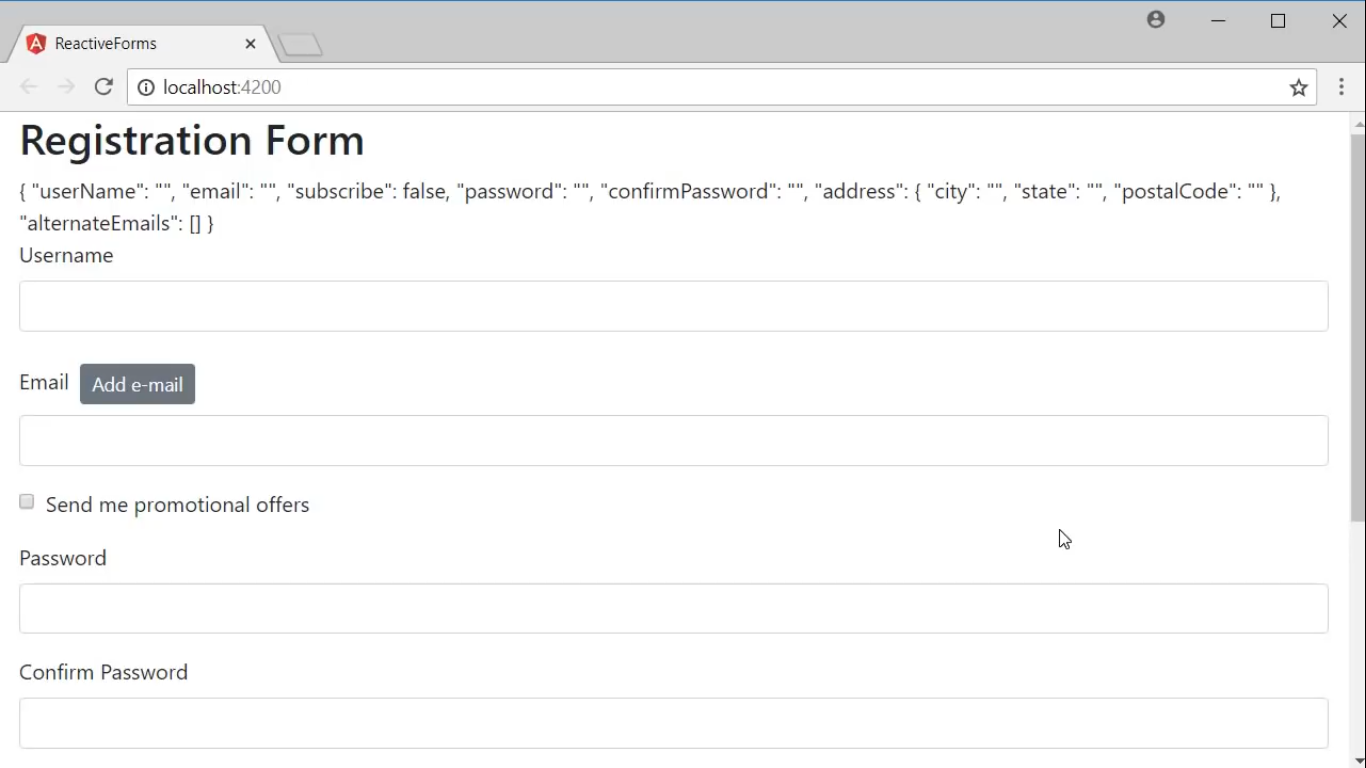 ReactiveForms
localhost:4200
Registration Form
{ "userName": "", "email": "", "subscribe": false, "password": "", "confirmPassword": "", "address": { "city": "", "state": "", "postalCode": "" },
"alternateEmails": [] }
Username
Email Add e-mail
Send me promotional offers
Password
Confirm Password